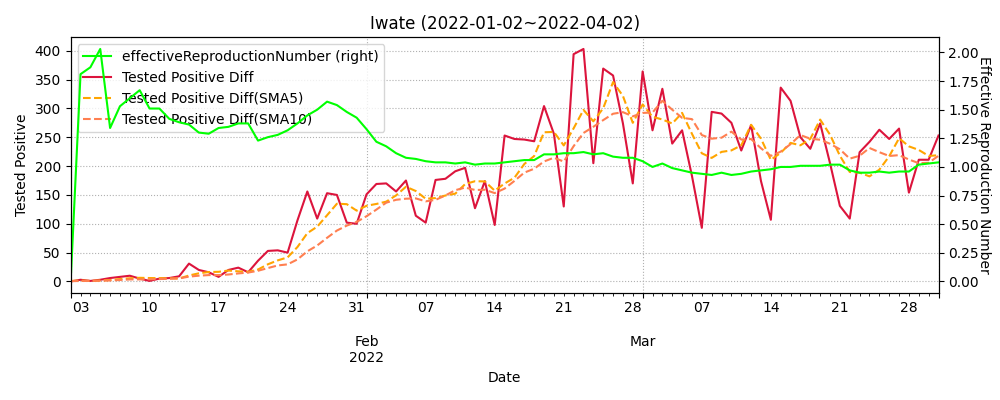 Iwate (2022-01-02~2022-04-02)
effectiveReproductionNumber (right)
Tested Positive Diff
Tested Positive Diff(SMA5)
Tested Positive Diff(SMA10)
Tested Positive
400
350
300
250
200
150
100
50
0
2.00
1.75
1.50
1.25
1.00
0.75
0.50
0.25
0.00
Effective Reproduction Number
03 10 17 24 31 07 14 21 28 07 14 21 28
Feb Mar
2022
Date